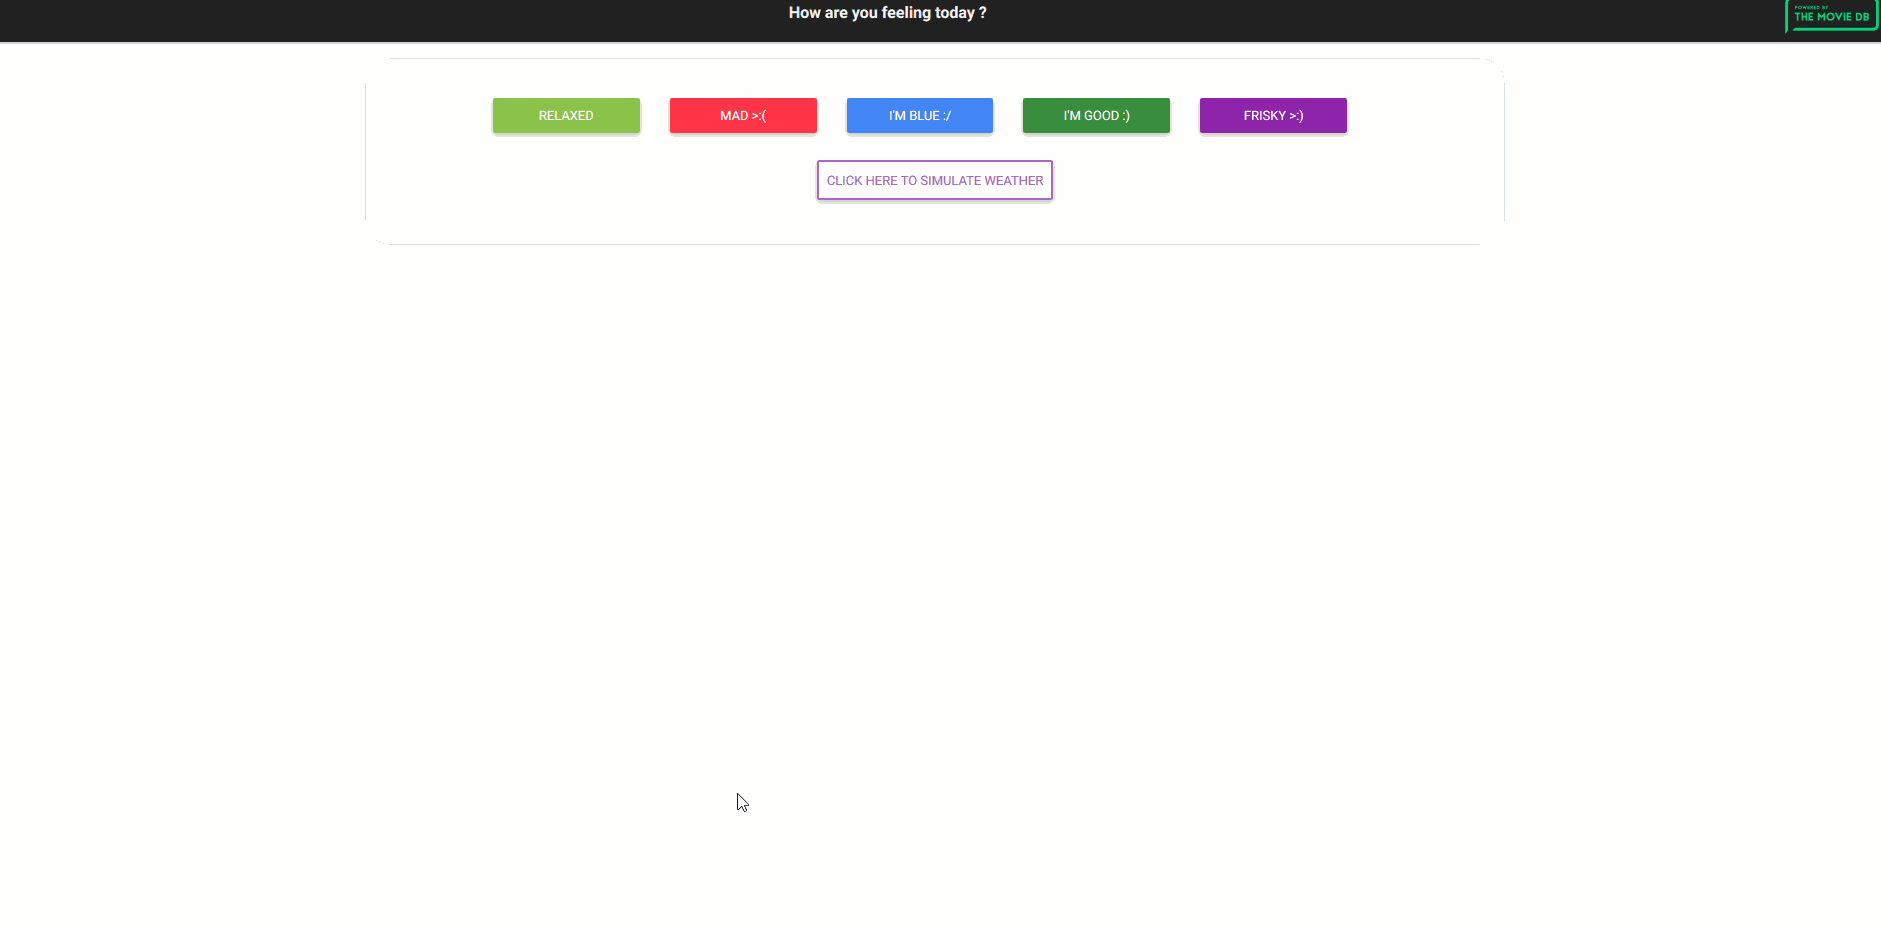 How are you feeling today ?
POWERED BY
THE MOVIE DB
RELAXED
MAD >:(
I'M BLUE :/
I'M GOOD :)
FRISKY >:)
CLICK HERE TO SIMULATE WEATHER